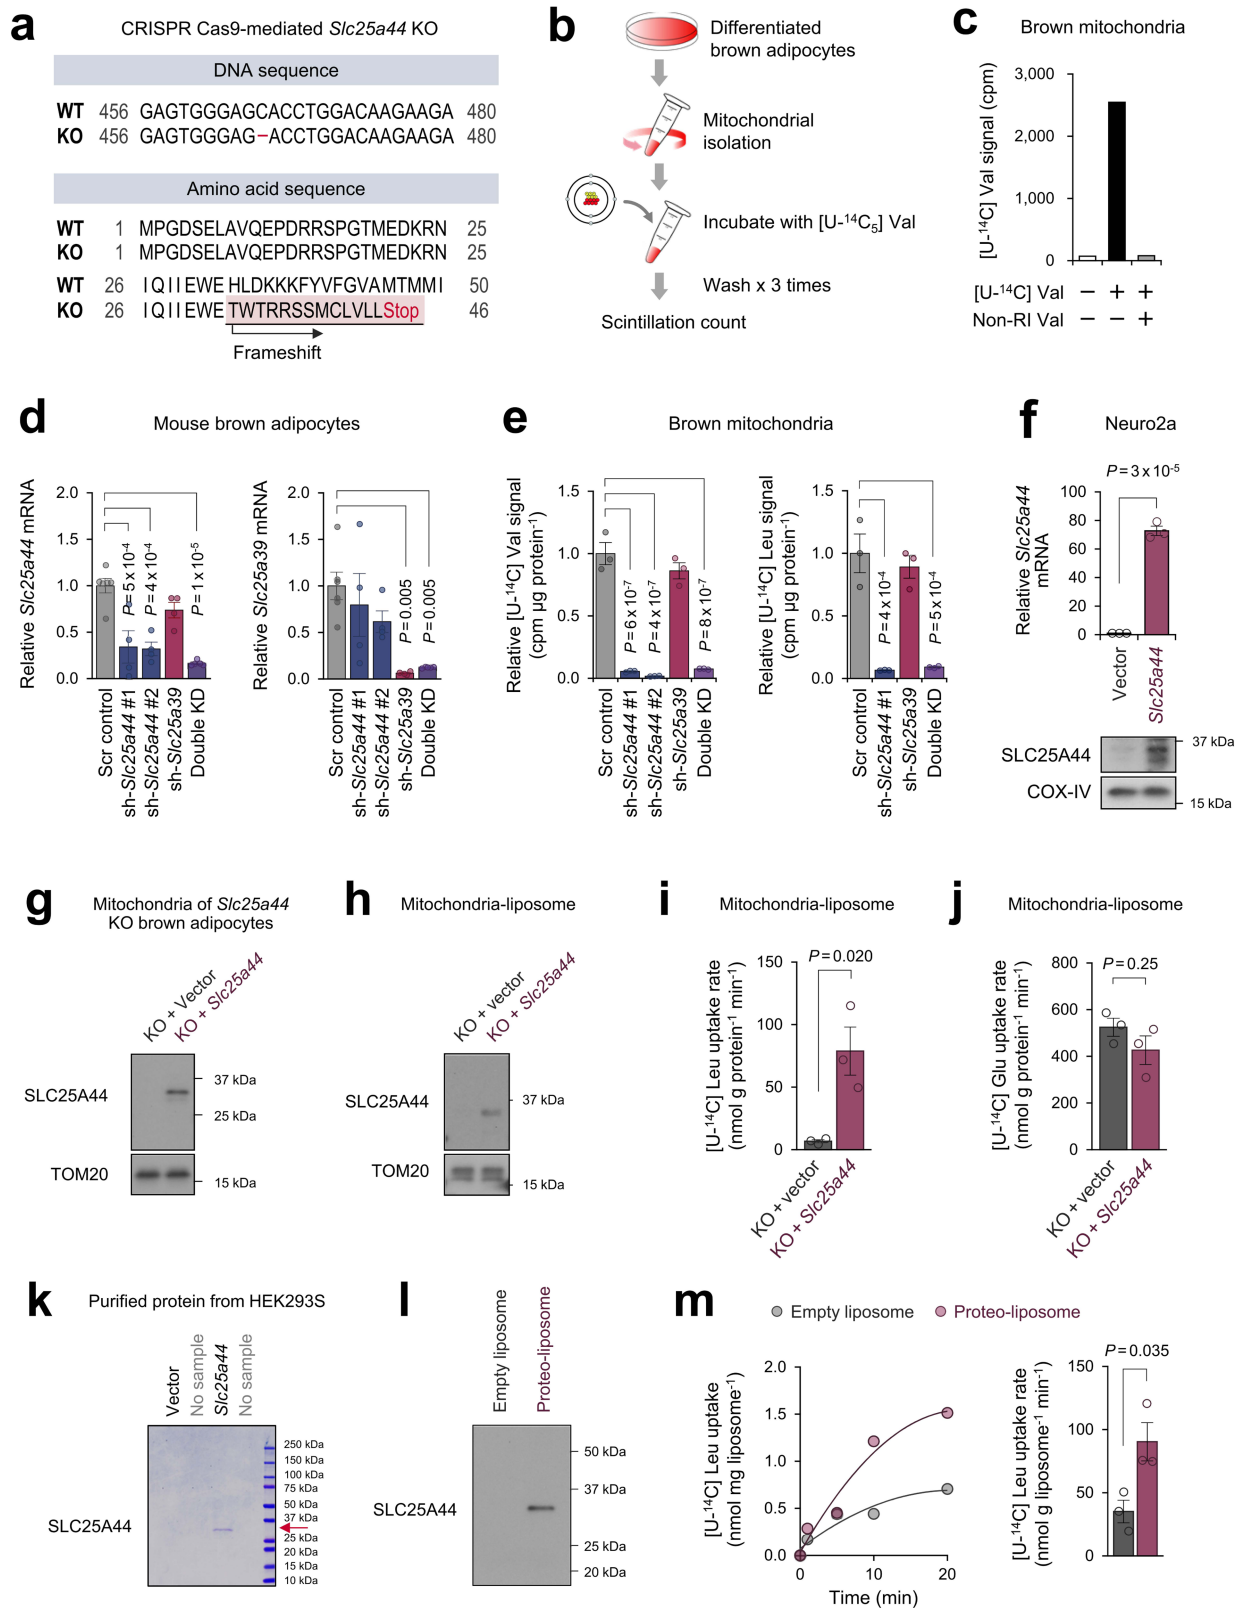 a
CRISPR Cas9-mediated Slc25a44 KO
DNA sequence
WT 456 GAGTGGGAGCACCTGGACAAGAAGA 480
KO 456 GAGTGGGAG–ACCTGGACAAGAAGA 480
Amino acid sequence
WT 1 MPGDSELAVQEPDRRSPGTMEDKRN 25
KO 1 MPGDSELAVQEPDRRSPGTMEDKRN 25
WT 26 IQIIEWEHLDKKKFYVFGVAMTMMI 50
KO 26 IQIIEWETWTRRSSMCLVLLStop 46
Frameshift
b
Differentiated
brown adipocytes
Mitochondrial
isolation
Incubate with [U-¹⁴C₅] Val
Wash x 3 times
Scintillation count
c
Brown mitochondria
[U-¹⁴C] Val signal (cpm)
3,000
2,000
1,000
0
[U-¹⁴C] Val − + +
Non-RI Val − − +
d
Mouse brown adipocytes
Relative Slc25a44 mRNA
2.0
1.5
1.0
0.5
0.0
P = 5 x 10⁻⁴
P = 4 x 10⁻⁴
P = 1 x 10⁻⁵
Scr control
sh-Slc25a44 #1
sh-Slc25a44 #2
sh-Slc25a39
Double KD
Relative Slc25a39 mRNA
2.0
1.5
1.0
0.5
0.0
P = 0.005
P = 0.005
Scr control
sh-Slc25a44 #1
sh-Slc25a44 #2
sh-Slc25a39
Double KD
e
Brown mitochondria
Relative [U-¹⁴C] Val signal
(cpm µg protein⁻¹)
1.5
1.0
0.5
0.0
P = 6 x 10⁻⁷
P = 4 x 10⁻⁷
P = 8 x 10⁻⁷
Scr control
sh-Slc25a44 #1
sh-Slc25a44 #2
sh-Slc25a39
Double KD
Relative [U-¹⁴C] Leu signal
(cpm µg protein⁻¹)
1.5
1.0
0.5
0.0
P = 4 x 10⁻⁴
P = 5 x 10⁻⁴
Scr control
sh-Slc25a44 #1
sh-Slc25a39
Double KD
f
Neuro2a
P = 3 x 10⁻⁵
Relative Slc25a44
mRNA
100
80
60
40
20
0
Vector
Slc25a44
SLC25A44
37 kDa
COX-IV
15 kDa
g
Mitochondria of Slc25a44
KO brown adipocytes
KO + Vector
KO + Slc25a44
SLC25A44
37 kDa
25 kDa
TOM20
15 kDa
h
Mitochondria-liposome
KO + vector
KO + Slc25a44
SLC25A44
37 kDa
TOM20
15 kDa
i
Mitochondria-liposome
[U-¹⁴C] Leu uptake rate
(nmol g protein⁻¹ min⁻¹)
150
100
50
0
P = 0.020
KO + vector
KO + Slc25a44
j
Mitochondria-liposome
[U-¹⁴C] Glu uptake rate
(nmol g protein⁻¹ min⁻¹)
800
600
400
200
0
P = 0.25
KO + vector
KO + Slc25a44
k
Purified protein from HEK293S
Vector
No sample
Slc25a44
No sample
250 kDa
150 kDa
100 kDa
75 kDa
50 kDa
37 kDa
25 kDa
20 kDa
15 kDa
10 kDa
SLC25A44
l
Empty liposome
Proteo-liposome
SLC25A44
50 kDa
37 kDa
25 kDa
20 kDa
m
Empty liposome
Proteo-liposome
[U-¹⁴C] Leu uptake
(nmol mg liposome⁻¹)
2.0
1.5
1.0
0.5
0.0
0 10 20
Time (min)
P = 0.035
[U-¹⁴C] Leu uptake rate
(nmol g liposome⁻¹ min⁻¹)
150
100
50
0